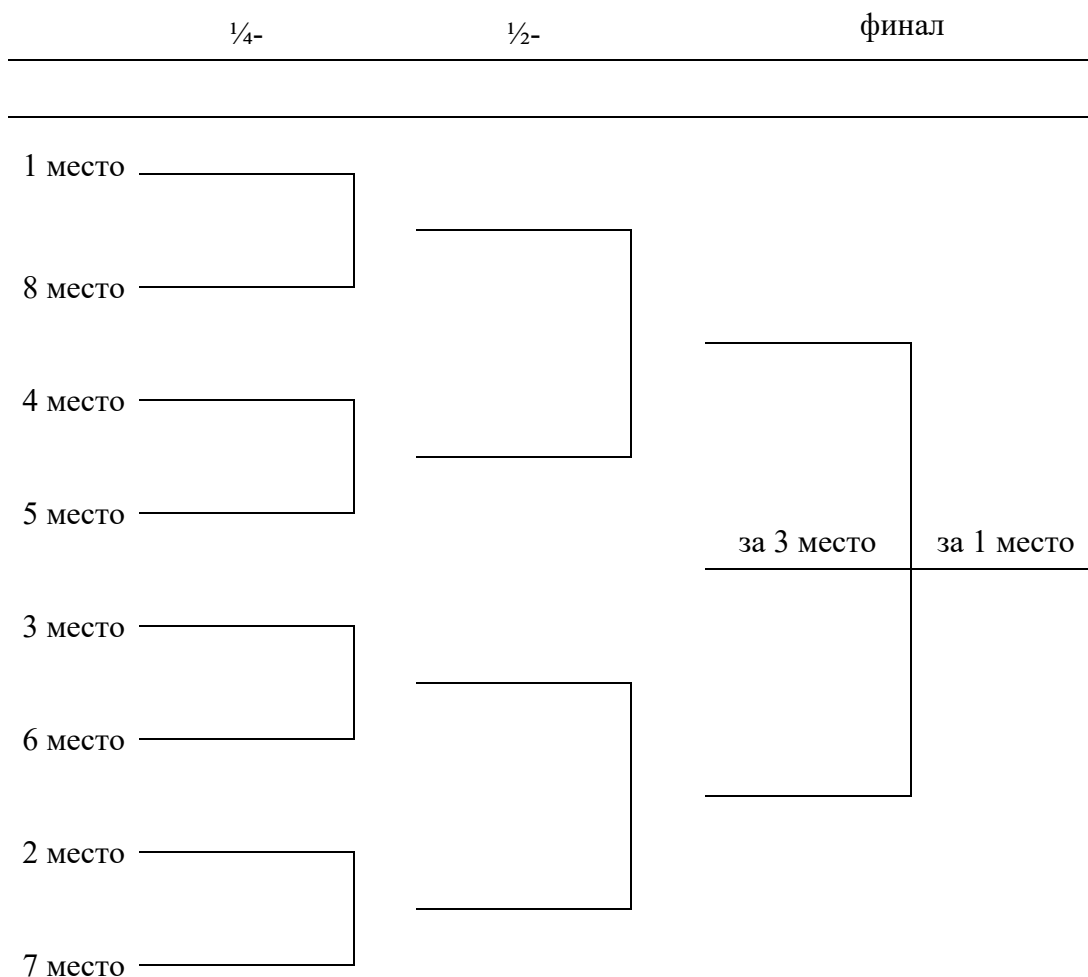 ¼- ½- финал
1 место
8 место
4 место
5 место
за 3 место за 1 место
3 место
6 место
2 место
7 место